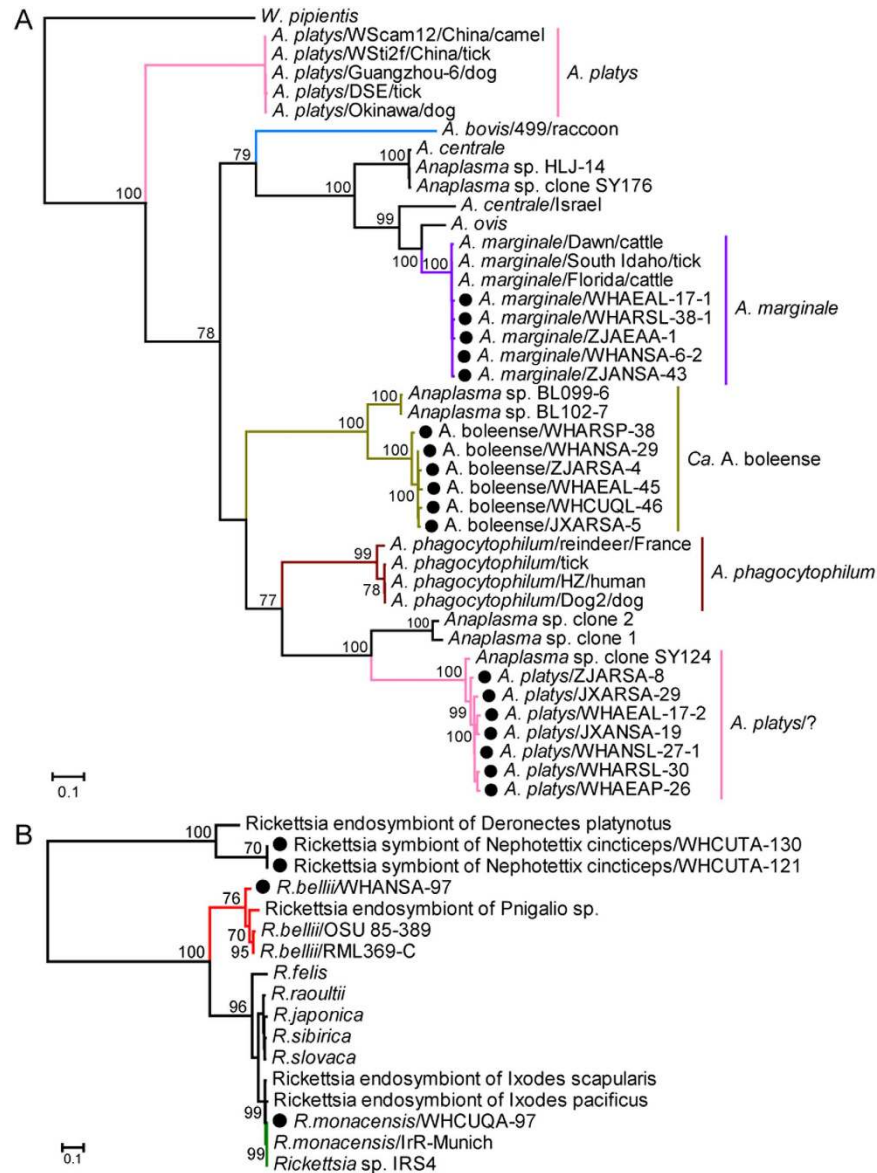 A
W. pipientis
A. platys/WScam12/China/camel
A. platys/WSti2f/China/tick
A. platys/Guangzhou-6/dog
A. platys
A. platys/DSE/tick
A. platys/Okinawa/dog
100
79
A. bovis/499/raccoon
100
A. centrale
Anaplasma sp. HLJ-14
100
Anaplasma sp. clone SY176
99
A. centrale/Israel
A. ovis
100
100
A. marginale/Dawn/cattle
A. marginale/South Idaho/tick
A. marginale/Florida/cattle
A. marginale/WHAEAL-17-1
A. marginale
A. marginale/WHARSL-38-1
78
A. marginale/ZJAEAA-1
A. marginale/WHANSA-6-2
A. marginale/ZJANSA-43
100
Anaplasma sp. BL099-6
Anaplasma sp. BL102-7
100
A. boleense/WHARSP-38
A. boleense/WHANSA-29
Ca. A. boleense
A. boleense/ZJARSA-4
100
A. boleense/WHAEAL-45
A. boleense/WHCUQL-46
A. boleense/JXARSA-5
99
A. phagocytophilum/reindeer/France
A. phagocytophilum/tick
A. phagocytophilum
78
A. phagocytophilum/HZ/human
A. phagocytophilum/Dog2/dog
77
100
Anaplasma sp. clone 2
Anaplasma sp. clone 1
100
100
Anaplasma sp. clone SY124
A. platys/ZJARSA-8
A. platys/JXARSA-29
99
A. platys/WHAEAL-17-2
A. platys/?
100
A. platys/JXANSA-19
A. platys/WHANSL-27-1
A. platys/WHARSL-30
A. platys/WHAEAP-26
0.1
B
100
Rickettsia endosymbiont of Deronectes platynotus
70
Rickettsia symbiont of Nephotettix cincticeps/WHCUTA-130
Rickettsia symbiont of Nephotettix cincticeps/WHCUTA-121
76
R.bellii/WHANSA-97
Rickettsia endosymbiont of Pnigalio sp.
70
R.bellii/OSU 85-389
100
95
R.bellii/RML369-C
R.felis
96
R.raoultii
R.japonica
R.sibirica
R.slovaca
Rickettsia endosymbiont of Ixodes scapularis
Rickettsia endosymbiont of Ixodes pacificus
99
R.monacensis/WHCUQA-97
R.monacensis/IrR-Munich
99
Rickettsia sp. IRS4
0.1